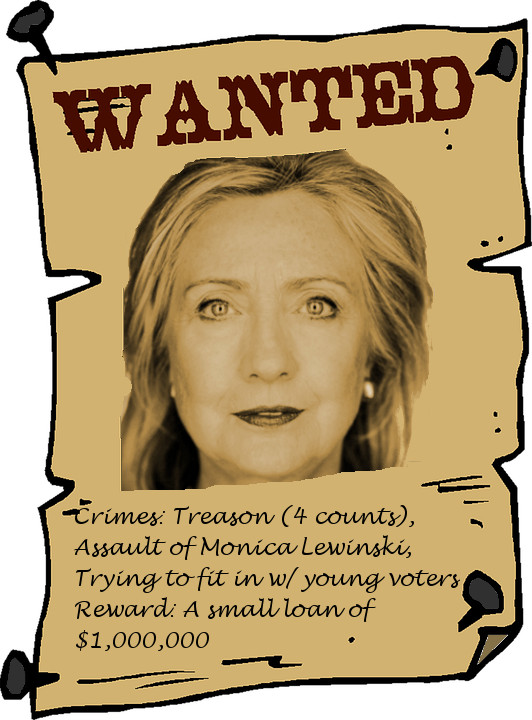 WANTED
Crimes: Treason (4 counts),
Assault of Monica Lewinski,
Trying to fit in w/ young voters
Reward: A small loan of
$1,000,000